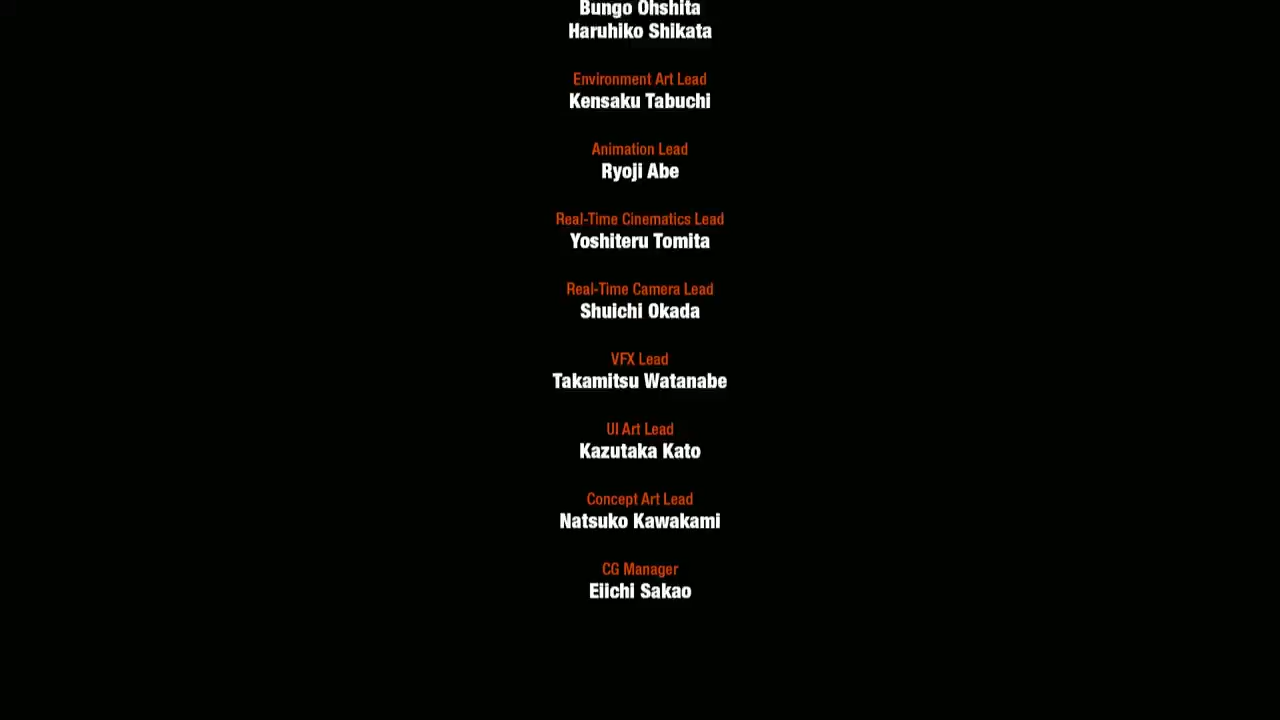 Bungo Ohshita
Haruhiko Shikata
Environment Art Lead
Kensaku Tabuchi
Animation Lead
Ryoji Abe
Real-Time Cinematics Lead
Yoshiteru Tomita
Real-Time Camera Lead
Shuichi Okada
VFX Lead
Takamitsu Watanabe
UI Art Lead
Kazutaka Kato
Concept Art Lead
Natsuko Kawakami
CG Manager
Eiichi Sakao